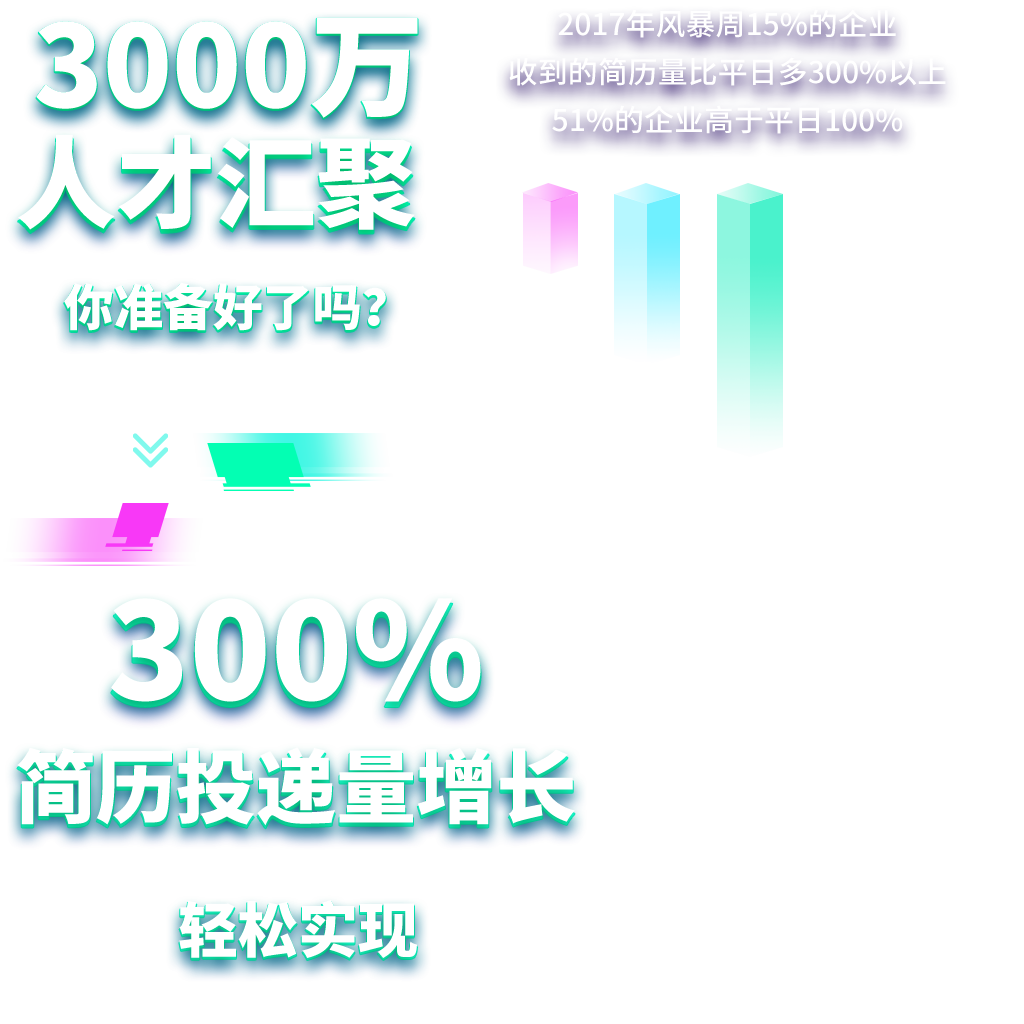 3000万
人才汇聚
你准备好了吗?
2017年风暴周15%的企业
收到的简历量比平日多300%以上
51%的企业高于平日100%
300%
简历投递量增长
轻松实现